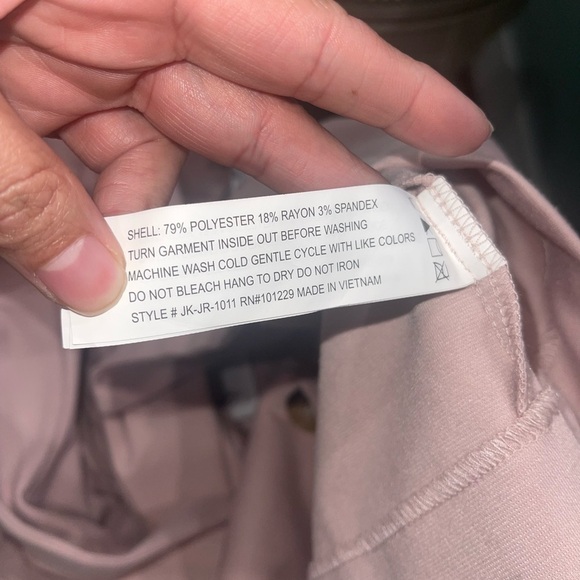 SHELL: 79% POLYESTER 18% RAYON 3% SPANDEX
TURN GARMENT INSIDE OUT BEFORE WASHING
MACHINE WASH COLD GENTLE CYCLE WITH LIKE COLORS
DO NOT BLEACH HANG TO DRY DO NOT IRON
STYLE # JK-JR-1011 RN#101229 MADE IN VIETNAM